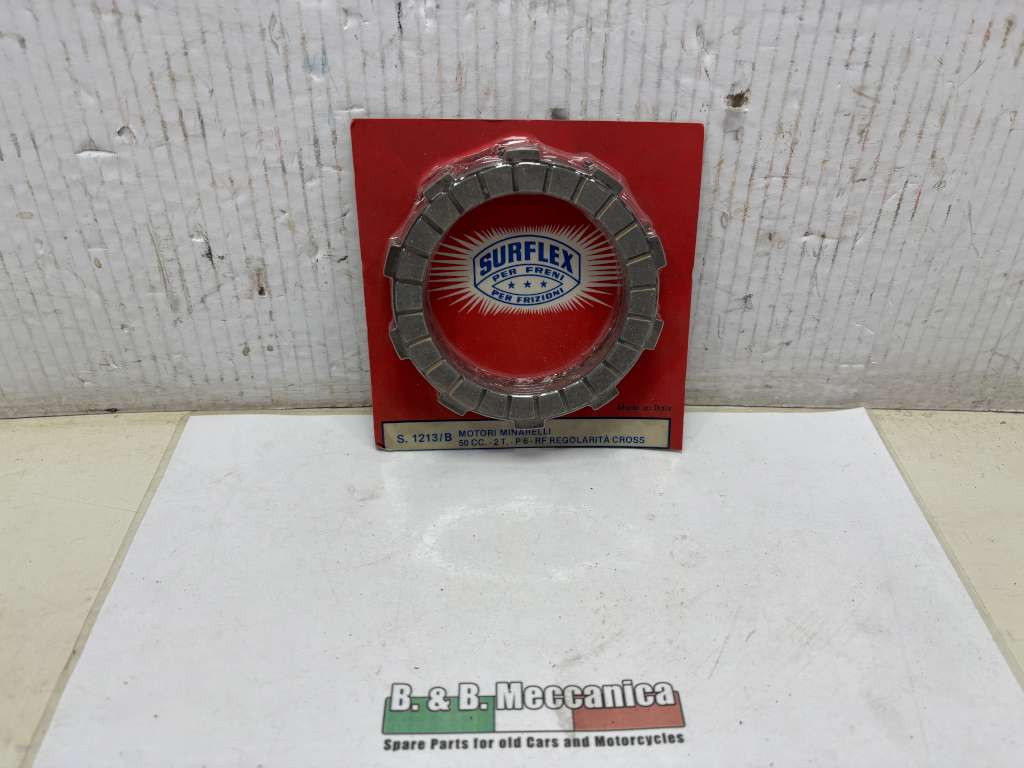 SURFLEX
PER FRENI
PER FRIZIONI
Made in Italy
S. 1213/B
MOTORI MINARELLI
50 CC. - 2 T. - P 6 - RF REGOLARITÀ CROSS
B. & B. Meccanica
Spare Parts for old Cars and Motorcycles